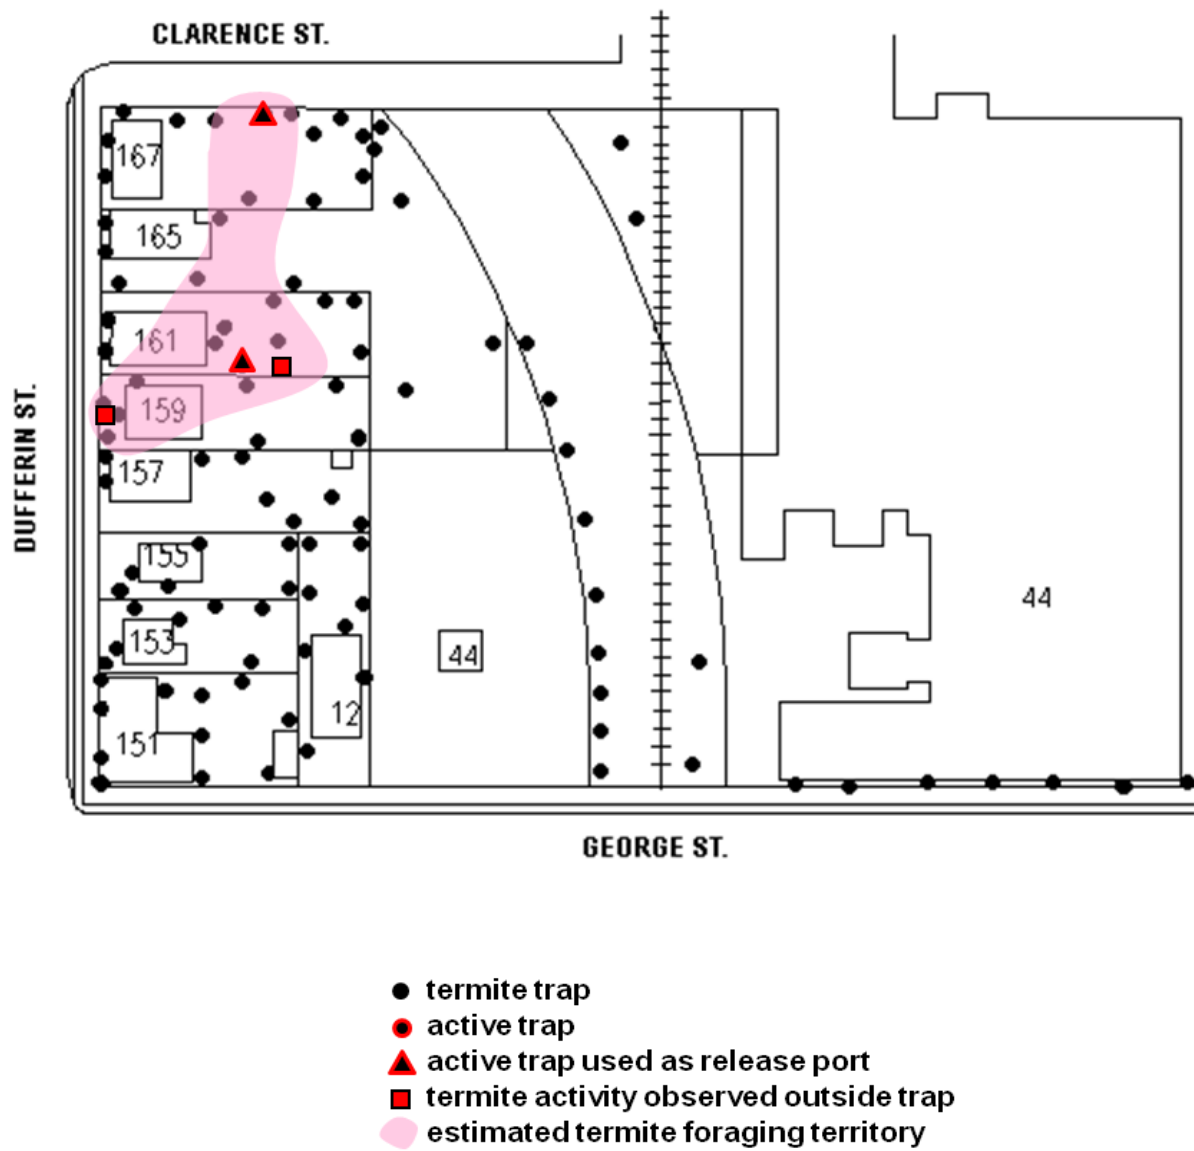 CLARENCE ST.
167
165
161
159
157
155
153
151
12
44
44
DUFFERIN ST.
GEORGE ST.
termite trap
active trap
active trap used as release port
termite activity observed outside trap
estimated termite foraging territory